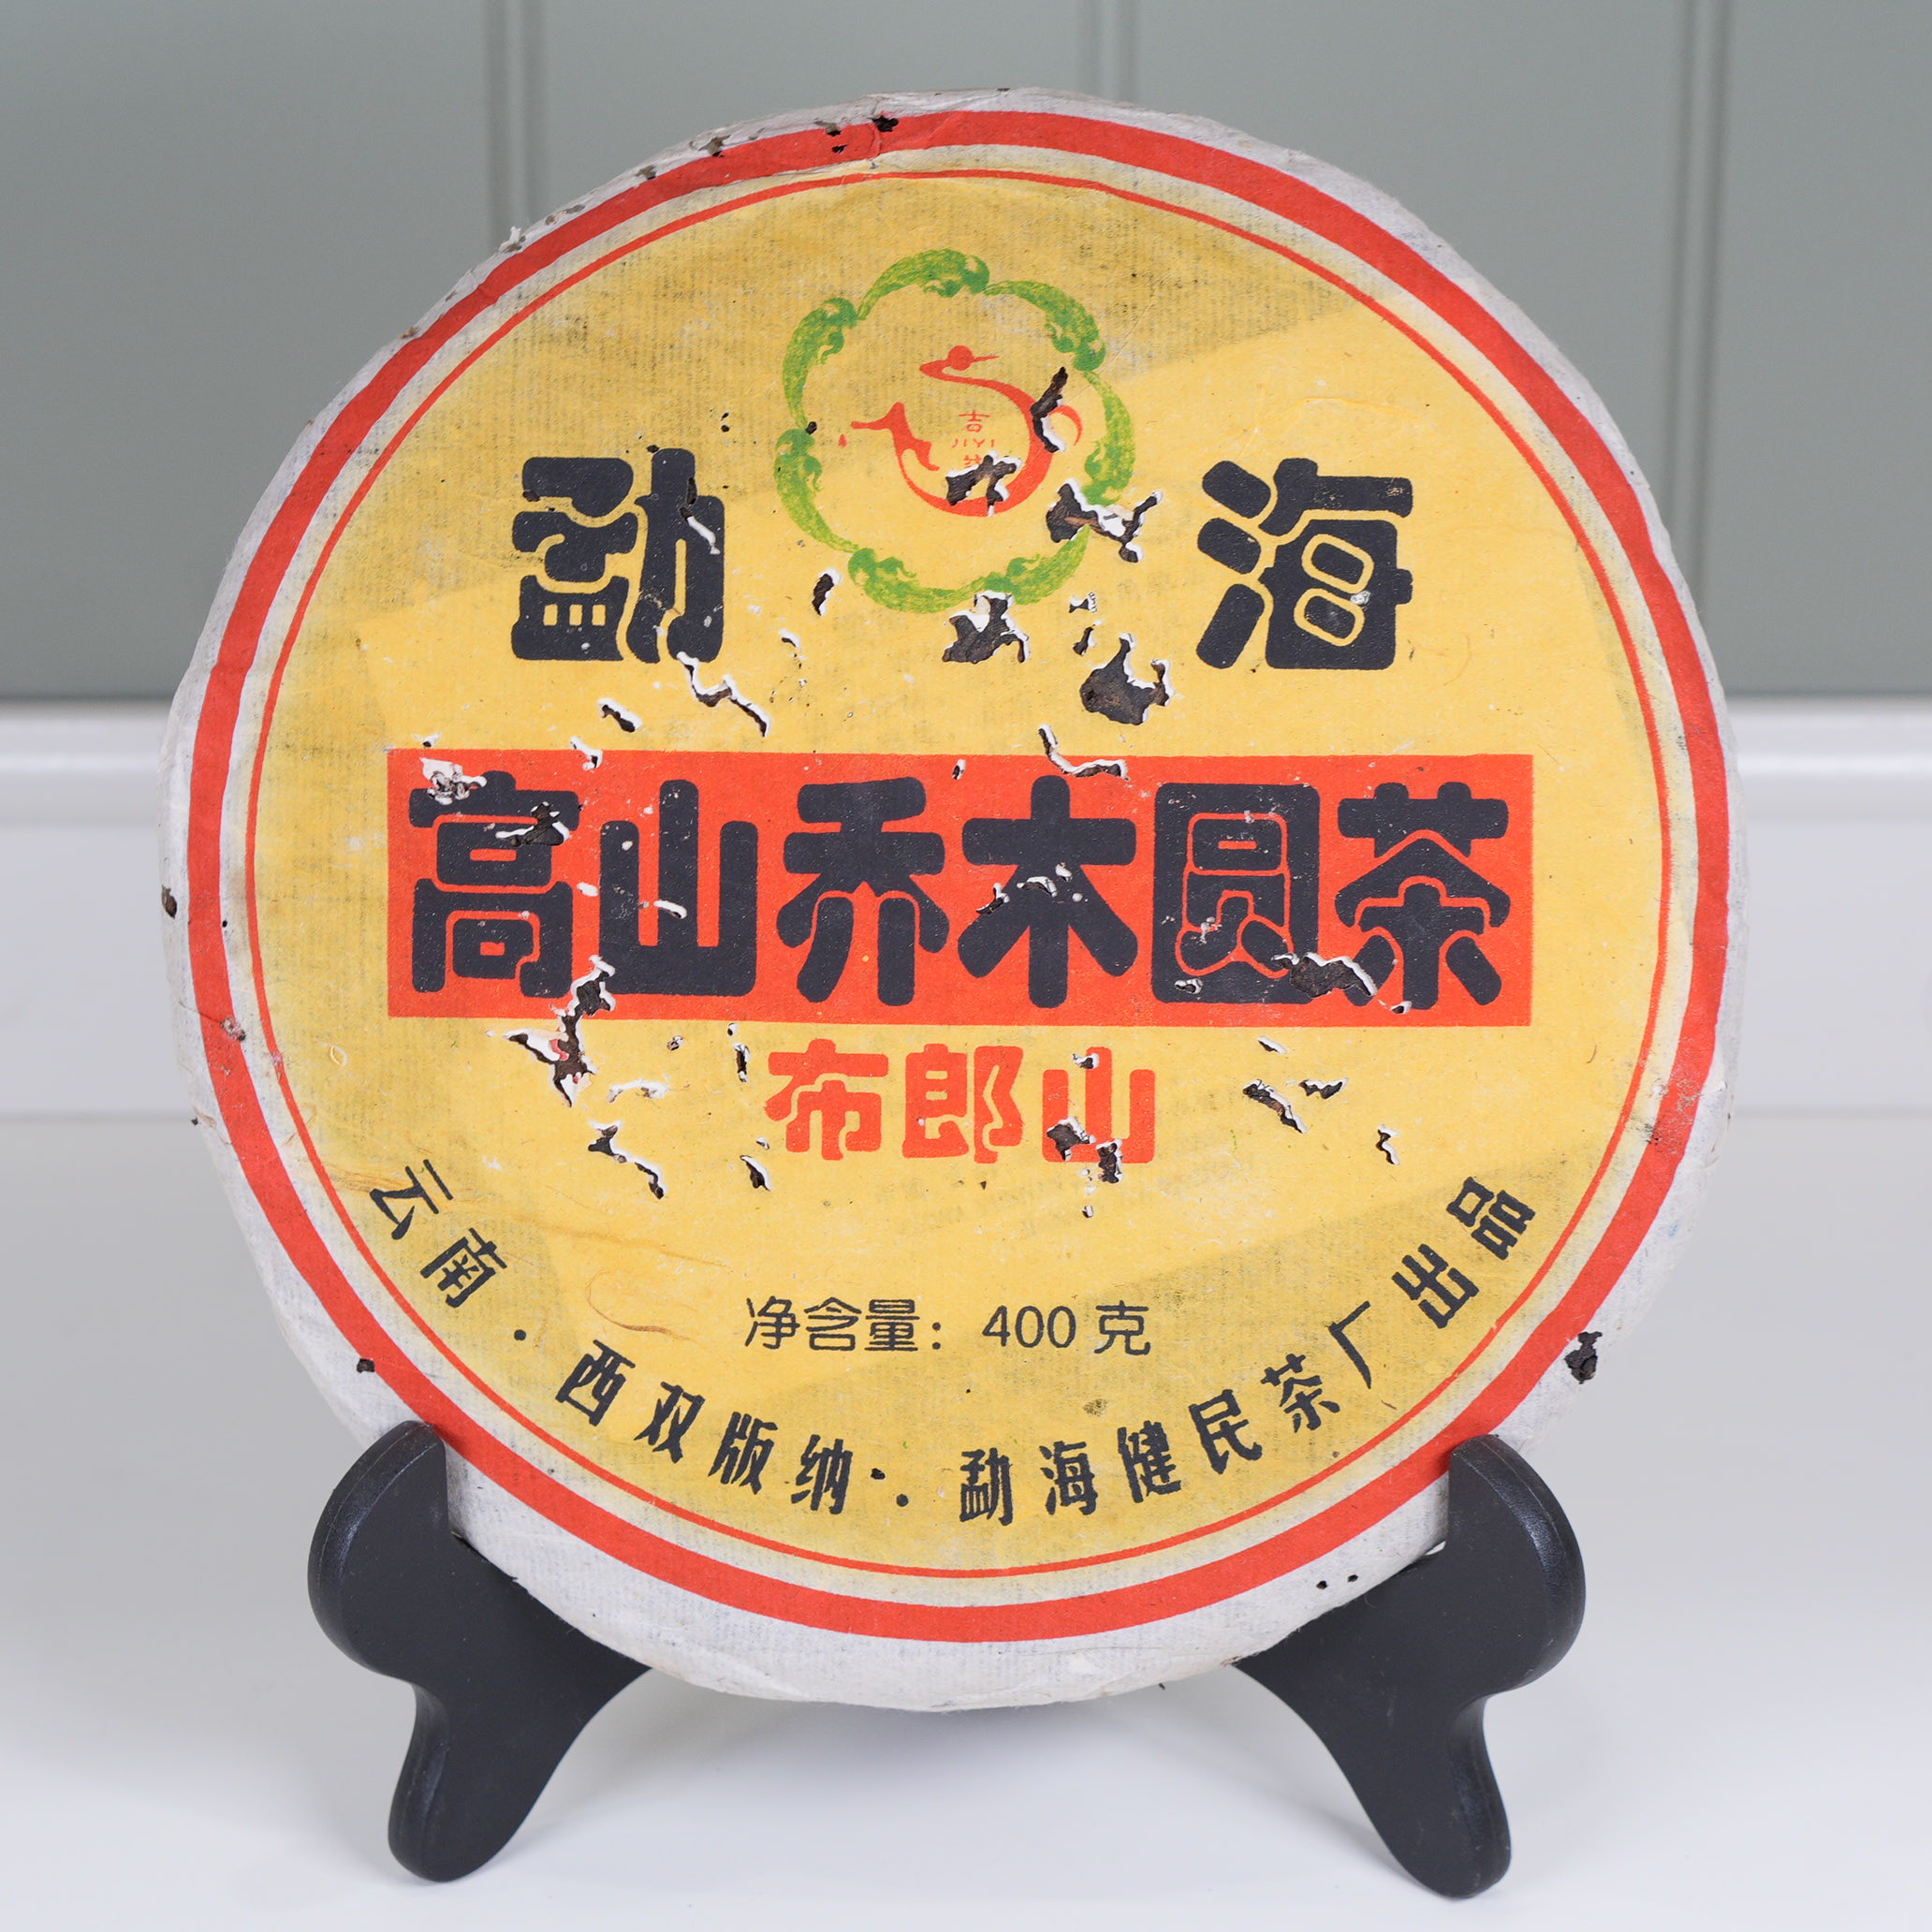 吉
勐海
高山乔木圆茶
布郎山
净含量：400克
云南·西双版纳·勐海健民茶厂出品